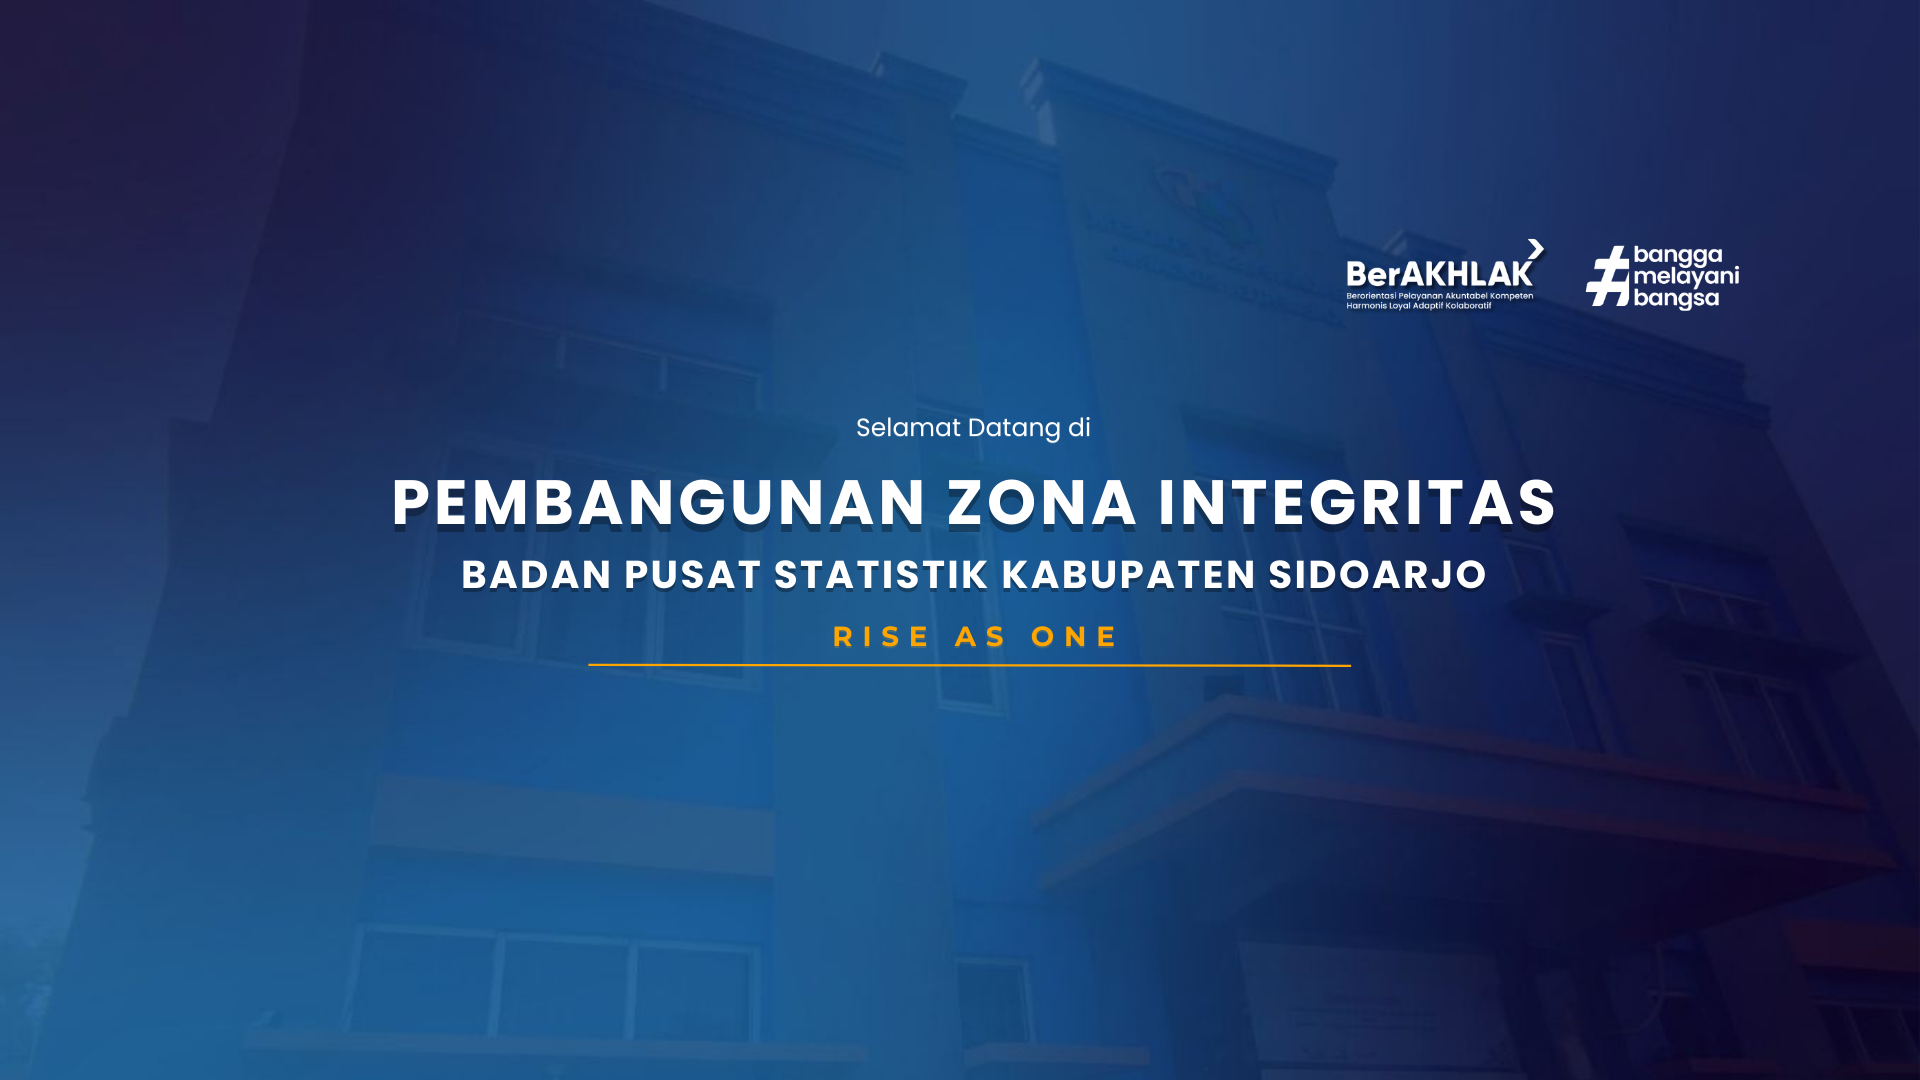 BerAKHLAK
Berorientasi Pelayanan Akuntabel Kompeten
Harmonis Loyal Adaptif Kolaboratif
#bangga
melayani
bangsa
Selamat Datang di
PEMBANGUNAN ZONA INTEGRITAS
BADAN PUSAT STATISTIK KABUPATEN SIDOARJO
RISE AS ONE